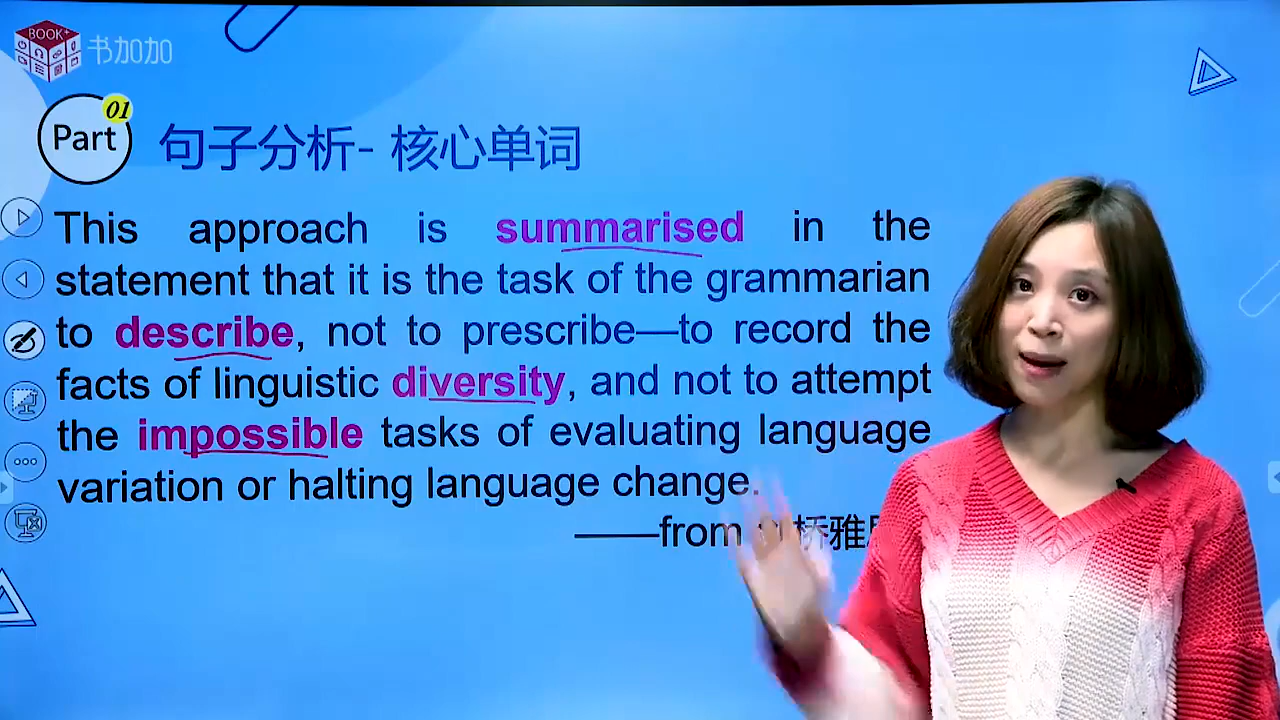 BOOK+
书加加
01
Part
句子分析- 核心单词
This approach is summarised in the
statement that it is the task of the grammarian
to describe, not to prescribe—to record the
facts of linguistic diversity, and not to attempt
the impossible tasks of evaluating language
variation or halting language change.
——from 桥雅